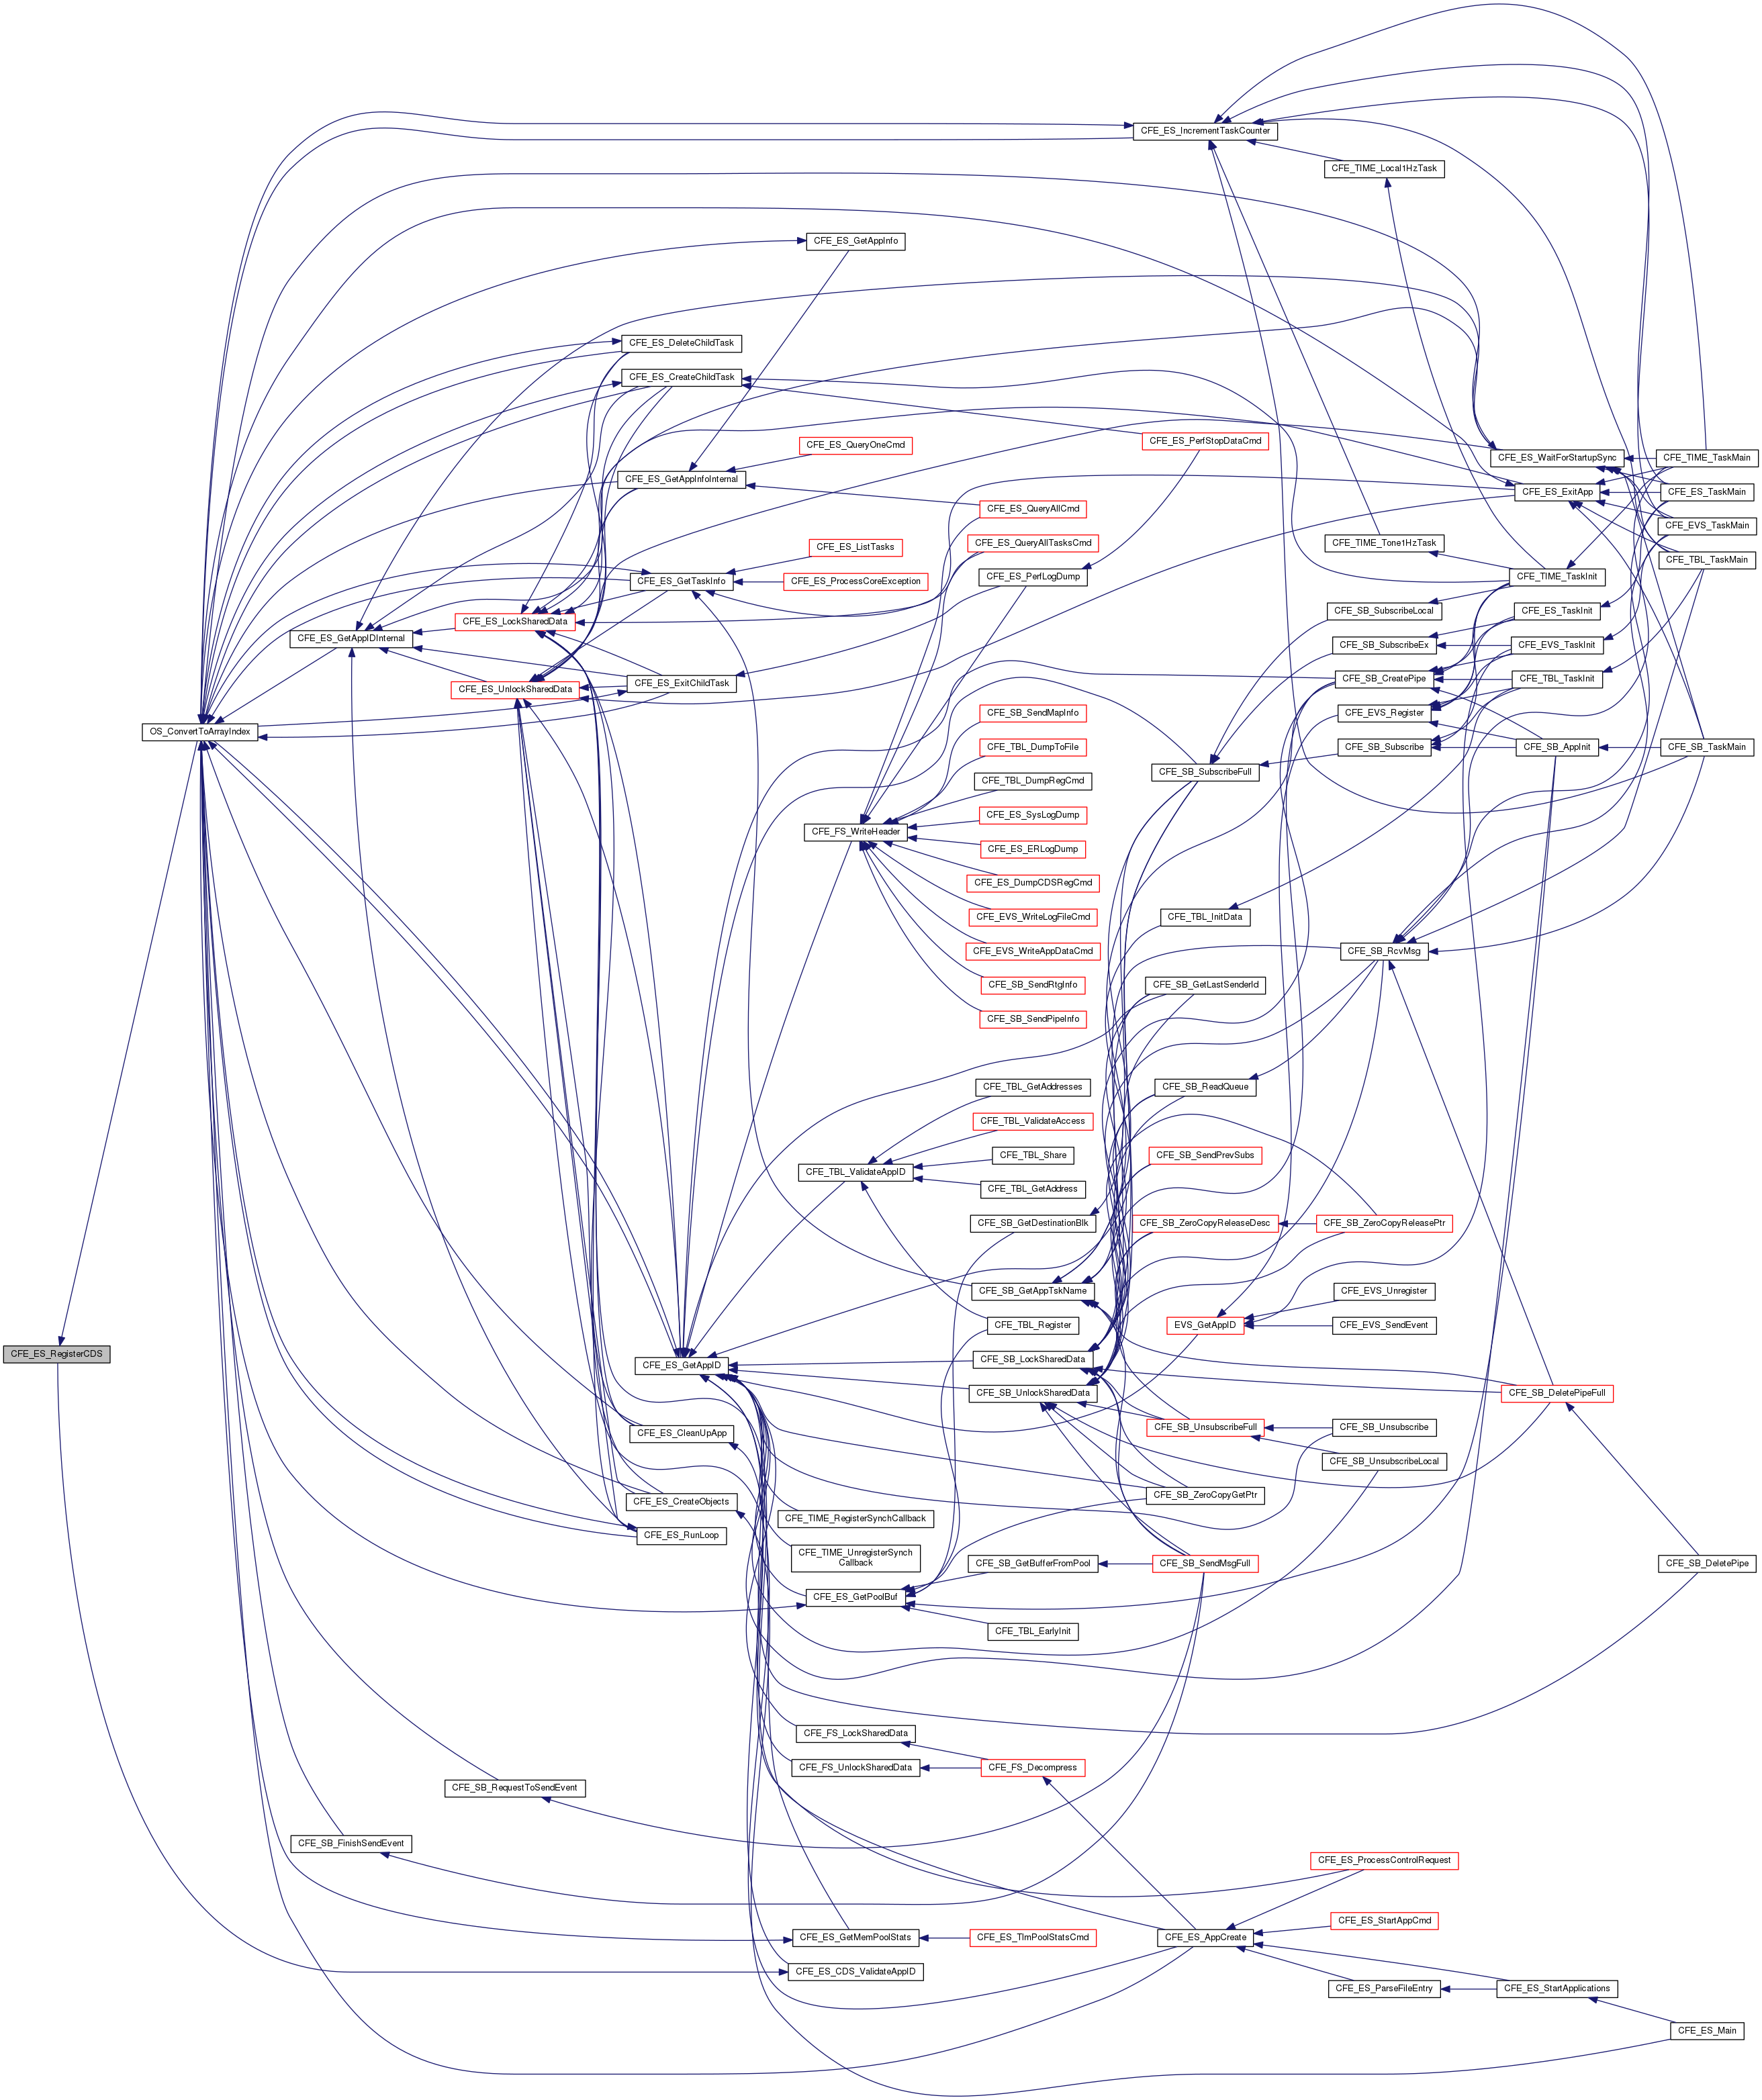 CFE_ES_IncrementTaskCounter
CFE_TIME_Local1HzTask
CFE_ES_GetAppInfo
CFE_ES_DeleteChildTask
CFE_ES_CreateChildTask
CFE_ES_PerfStopDataCmd
CFE_ES_QueryOneCmd
CFE_ES_WaitForStartupSync
CFE_TIME_TaskMain
CFE_ES_GetAppInfoInternal
CFE_ES_ExitApp
CFE_ES_TaskMain
CFE_ES_QueryAllCmd
CFE_EVS_TaskMain
CFE_ES_ListTasks
CFE_ES_QueryAllTasksCmd
CFE_TIME_Tone1HzTask
CFE_TBL_TaskMain
CFE_ES_GetTaskInfo
CFE_ES_ProcessCoreException
CFE_ES_PerfLogDump
CFE_TIME_TaskInit
CFE_SB_SubscribeLocal
CFE_ES_TaskInit
CFE_ES_LockSharedData
CFE_ES_GetAppIDInternal
CFE_SB_SubscribeEx
CFE_EVS_TaskInit
CFE_ES_UnlockSharedData
CFE_ES_ExitChildTask
CFE_SB_CreatePipe
CFE_TBL_TaskInit
CFE_SB_SendMapInfo
CFE_EVS_Register
OS_ConvertToArrayIndex
CFE_TBL_DumpToFile
CFE_SB_Subscribe
CFE_SB_AppInit
CFE_SB_TaskMain
CFE_TBL_DumpRegCmd
CFE_SB_SubscribeFull
CFE_ES_SysLogDump
CFE_FS_WriteHeader
CFE_ES_ERLogDump
CFE_ES_DumpCDSRegCmd
CFE_EVS_WriteLogFileCmd
CFE_TBL_InitData
CFE_EVS_WriteAppDataCmd
CFE_SB_RcvMsg
CFE_SB_SendRtgInfo
CFE_SB_GetLastSenderId
CFE_SB_SendPipeInfo
CFE_TBL_GetAddresses
CFE_SB_ReadQueue
CFE_TBL_ValidateAccess
CFE_TBL_Share
CFE_SB_SendPrevSubs
CFE_TBL_ValidateAppID
CFE_TBL_GetAddress
CFE_SB_GetDestinationBlk
CFE_SB_ZeroCopyReleaseDesc
CFE_SB_ZeroCopyReleasePtr
CFE_SB_GetAppTskName
CFE_EVS_Unregister
CFE_TBL_Register
EVS_GetAppID
CFE_EVS_SendEvent
CFE_ES_RegisterCDS
CFE_ES_GetAppID
CFE_SB_LockSharedData
CFE_SB_UnlockSharedData
CFE_SB_DeletePipeFull
CFE_ES_CleanUpApp
CFE_SB_UnsubscribeFull
CFE_SB_Unsubscribe
CFE_SB_UnsubscribeLocal
CFE_ES_CreateObjects
CFE_SB_ZeroCopyGetPtr
CFE_TIME_RegisterSynchCallback
CFE_ES_RunLoop
CFE_TIME_UnregisterSynch
Callback
CFE_SB_GetBufferFromPool
CFE_SB_SendMsgFull
CFE_SB_DeletePipe
CFE_ES_GetPoolBuf
CFE_TBL_EarlyInit
CFE_FS_LockSharedData
CFE_FS_UnlockSharedData
CFE_FS_Decompress
CFE_SB_RequestToSendEvent
CFE_SB_FinishSendEvent
CFE_ES_ProcessControlRequest
CFE_ES_StartAppCmd
CFE_ES_GetMemPoolStats
CFE_ES_TlmPoolStatsCmd
CFE_ES_AppCreate
CFE_ES_CDS_ValidateAppID
CFE_ES_ParseFileEntry
CFE_ES_StartApplications
CFE_ES_Main